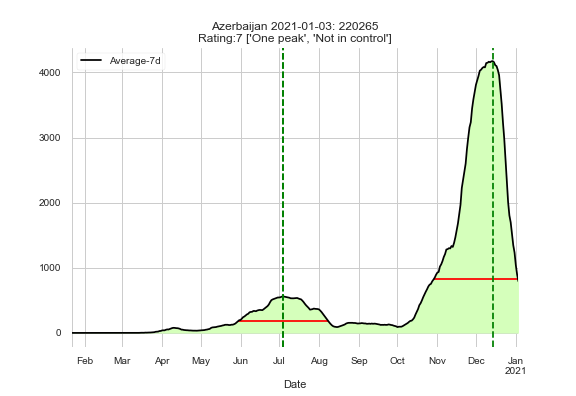 Azerbaijan 2021-01-03: 220265
Rating:7 ['One peak', 'Not in control']
Average-7d
4000
3000
2000
1000
0
Feb Mar Apr May Jun Jul Aug Sep Oct Nov Dec Jan
2021
Date